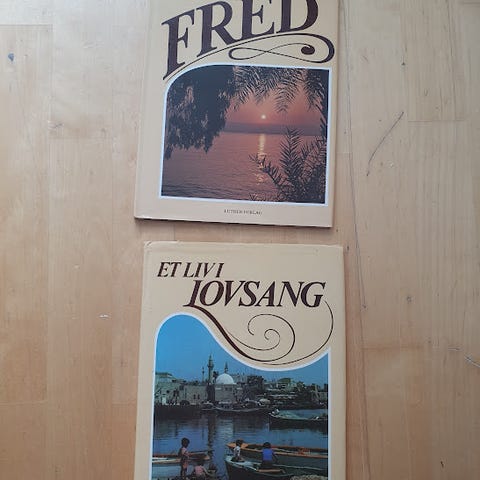 FRED
LUTHER FORLAG
ET LIV I
LOVSANG